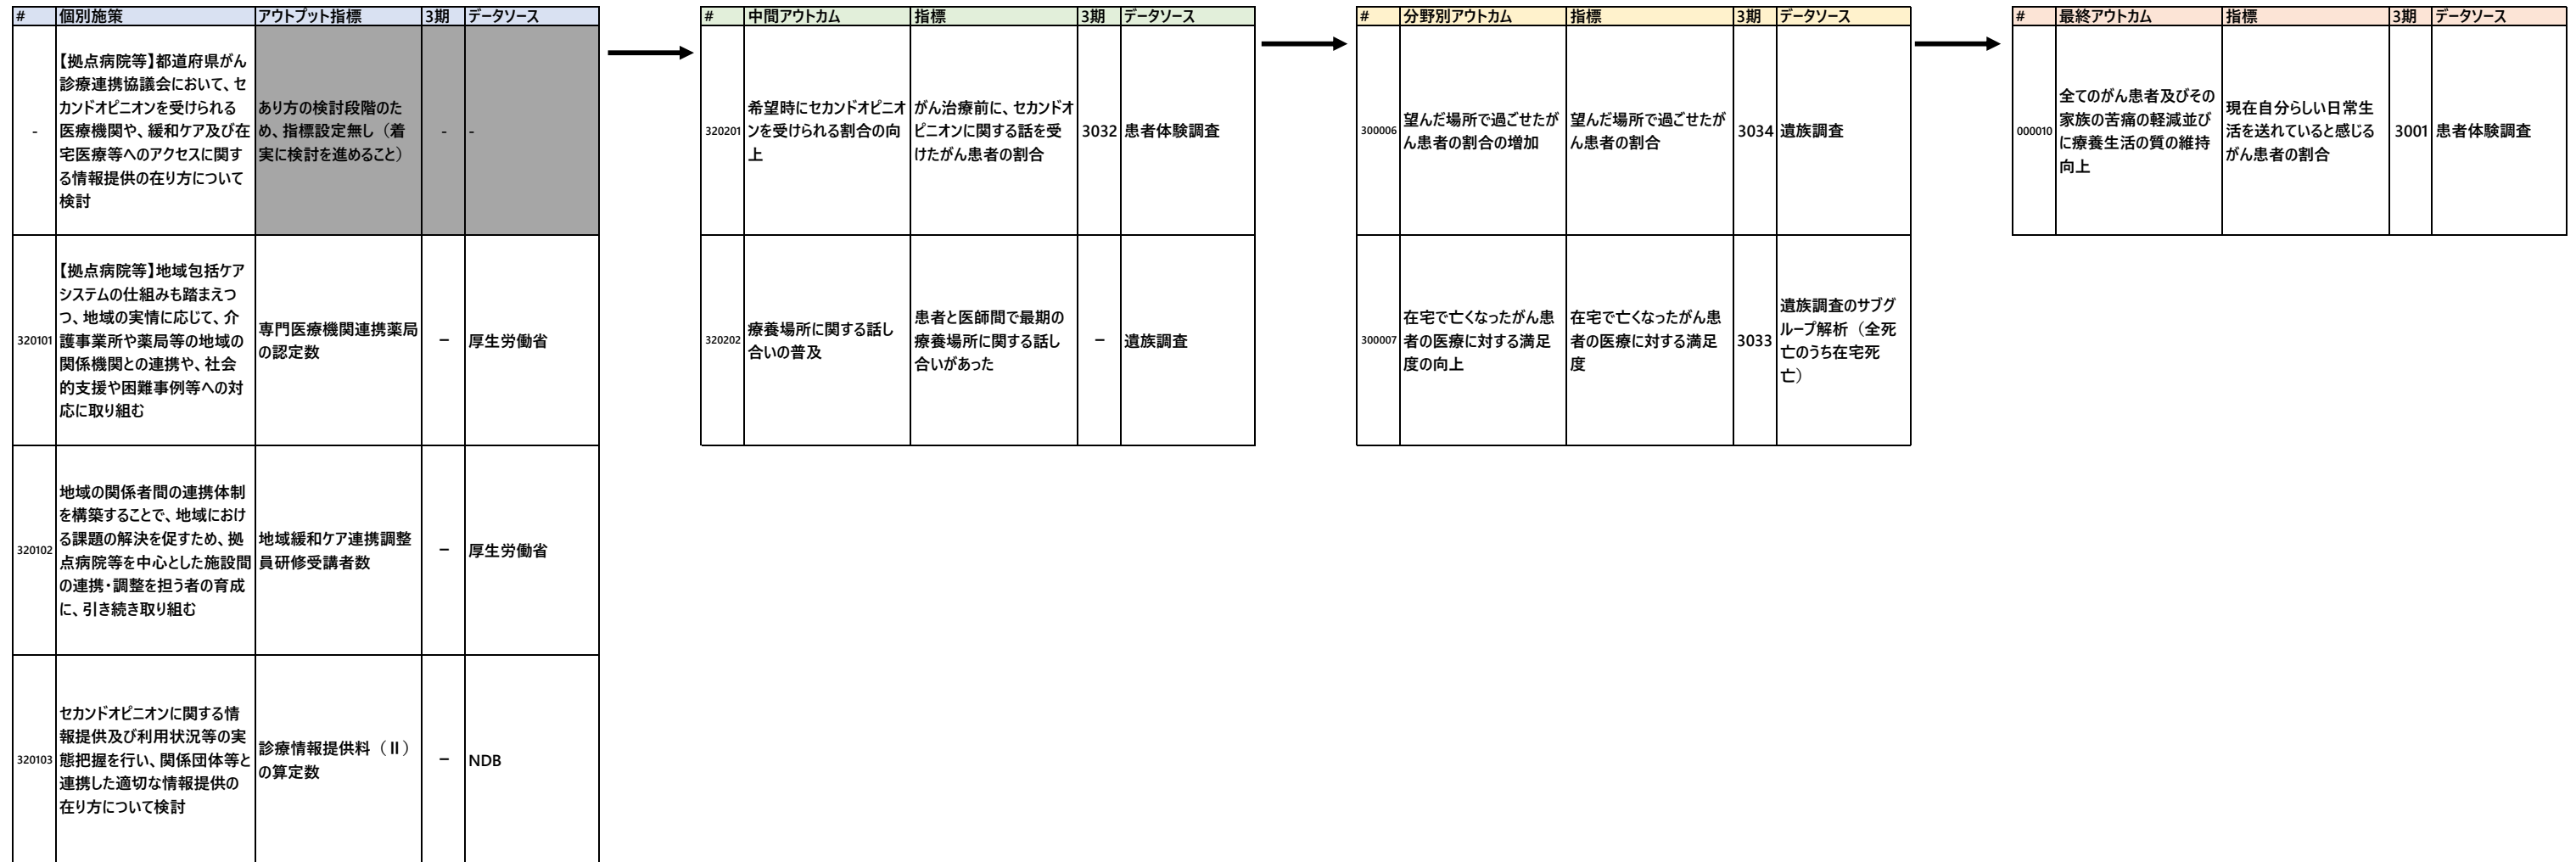 # 個別施策 アウトプット指標 3期 データソース
-
【拠点病院等】都道府県がん
診療連携協議会において、セ
カンドオピニオンを受けられる
医療機関や、緩和ケア及び在
宅医療等へのアクセスに関す
る情報提供の在り方について
検討
あり方の検討段階のた
め、指標設定無し（着
実に検討を進めること）
-
-
320101
【拠点病院等】地域包括ケア
システムの仕組みも踏まえつ
つ、地域の実情に応じて、介
護事業所や薬局等の地域の
関係機関との連携や、社会
的支援や困難事例等への対
応に取り組む
専門医療機関連携薬局
の認定数
－
厚生労働省
320102
地域の関係者間の連携体制
を構築することで、地域におけ
る課題の解決を促すため、拠
点病院等を中心とした施設間
の連携・調整を担う者の育成
に、引き続き取り組む
地域緩和ケア連携調整
員研修受講者数
－
厚生労働省
320103
セカンドオピニオンに関する情
報提供及び利用状況等の実
態把握を行い、関係団体等と
連携した適切な情報提供の
在り方について検討
診療情報提供料（Ⅱ）
の算定数
－
NDB
# 中間アウトカム 指標 3期 データソース
320201
希望時にセカンドオピニオ
ンを受けられる割合の向
上
がん治療前に、セカンドオ
ピニオンに関する話を受
けたがん患者の割合
3032
患者体験調査
320202
療養場所に関する話し
合いの普及
患者と医師間で最期の
療養場所に関する話し
合いがあった
－
遺族調査
# 分野別アウトカム 指標 3期 データソース
300006
望んだ場所で過ごせたが
ん患者の割合の増加
望んだ場所で過ごせたが
ん患者の割合
3034
遺族調査
300007
在宅で亡くなったがん患
者の医療に対する満足
度の向上
在宅で亡くなったがん患
者の医療に対する満足
度
3033
遺族調査のサブグ
ループ解析（全死
亡のうち在宅死
亡）
# 最終アウトカム 指標 3期 データソース
000010
全てのがん患者及びその
家族の苦痛の軽減並び
に療養生活の質の維持
向上
現在自分らしい日常生
活を送れていると感じる
がん患者の割合
3001
患者体験調査